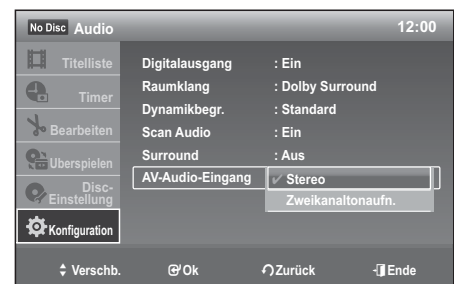 No Disc Audio 12:00
Titelliste
Timer
Bearbeiten
Uberspielen
Disc-
Einstellung
Konfiguration
Digitalausgang : Ein
Raumklang : Dolby Surround
Dynamikbegr. : Standard
Scan Audio : Ein
Surround : Aus
AV-Audio-Eingang ✓ Stereo
Zweikanaltonaufn.
Verschb. Ok Zurück Ende